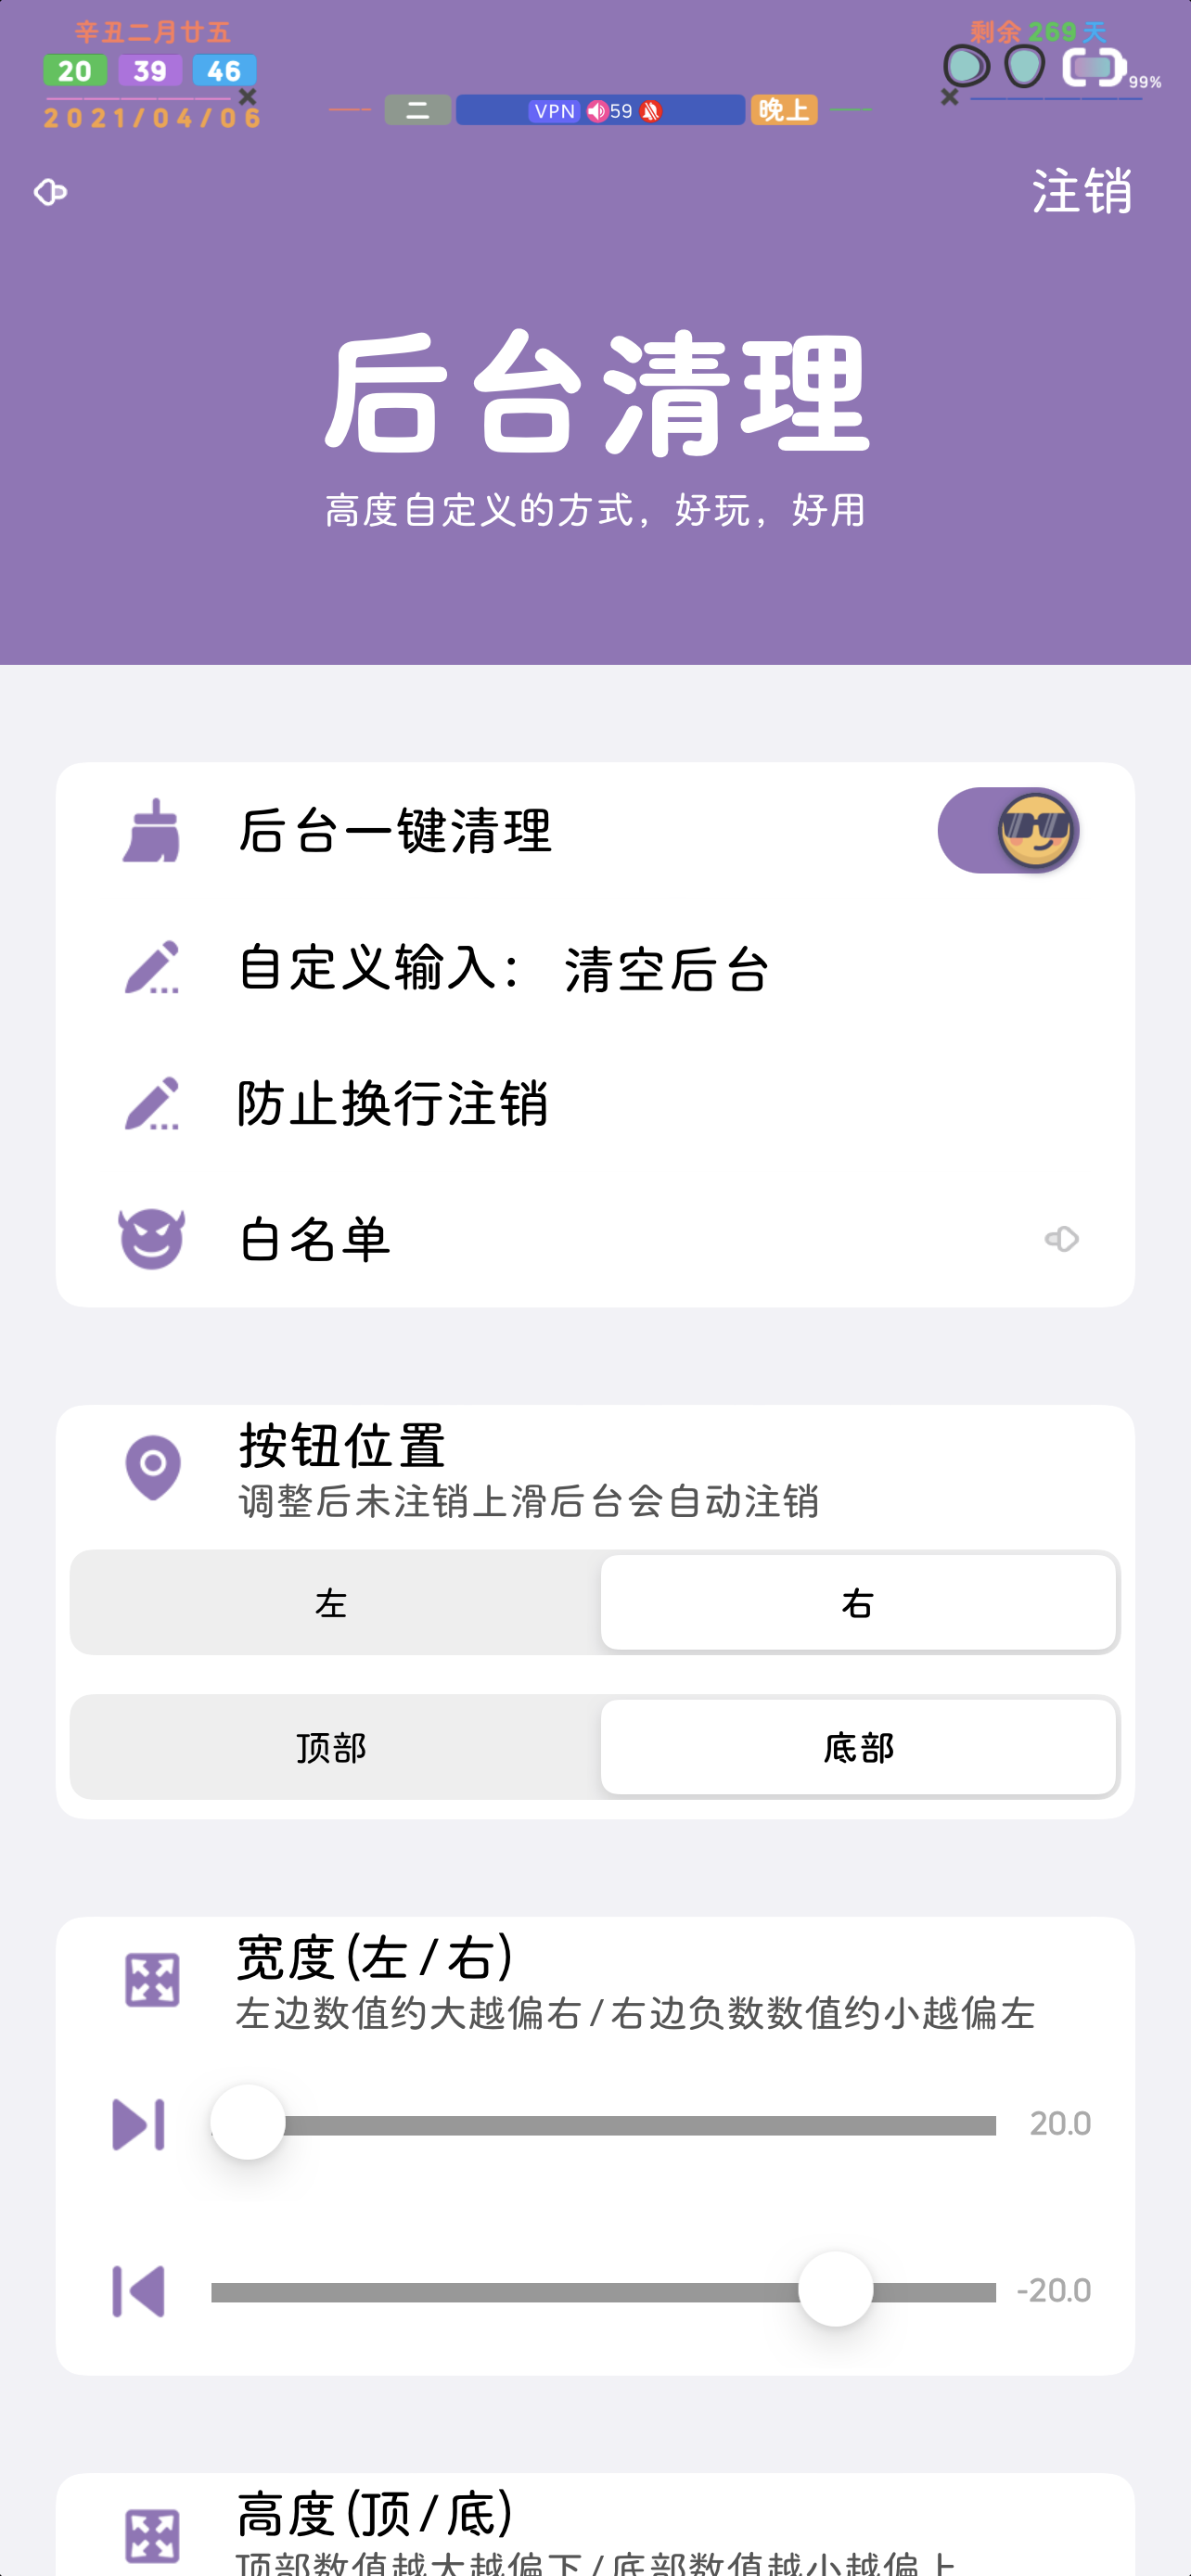 辛丑二月廿五
20 39 46
2021/04/06
二 VPN 59 晚上
剩余 269 天
99%
注销
后台清理
高度自定义的方式，好玩，好用
后台一键清理
自定义输入： 清空后台
防止换行注销
白名单
按钮位置
调整后未注销上滑后台会自动注销
左 右
顶部 底部
宽度(左/右)
左边数值约大越偏右/右边负数数值约小越偏左
20.0
-20.0
高度(顶/底)
顶部数值越大越偏下/底部数值越小越偏上